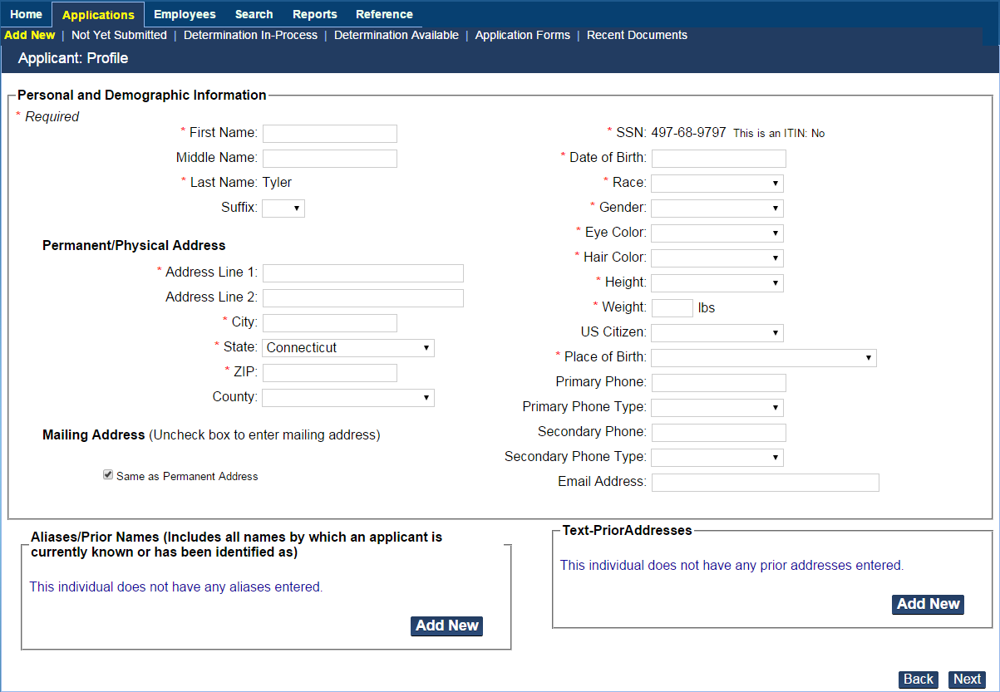 Home Applications Employees Search Reports Reference
Add New | Not Yet Submitted | Determination In-Process | Determination Available | Application Forms | Recent Documents
Applicant: Profile
Personal and Demographic Information
* Required
* First Name:
Middle Name:
* Last Name: Tyler
Suffix:
Permanent/Physical Address
* Address Line 1:
Address Line 2:
* City:
* State: Connecticut
* ZIP:
County:
Mailing Address (Uncheck box to enter mailing address)
Same as Permanent Address
* SSN: 497-68-9797 This is an ITIN: No
* Date of Birth:
* Race:
* Gender:
* Eye Color:
* Hair Color:
* Height:
* Weight: lbs
US Citizen:
* Place of Birth:
Primary Phone:
Primary Phone Type:
Secondary Phone:
Secondary Phone Type:
Email Address:
Aliases/Prior Names (Includes all names by which an applicant is
currently known or has been identified as)
This individual does not have any aliases entered.
Add New
Text-PriorAddresses
This individual does not have any prior addresses entered.
Add New
Back Next